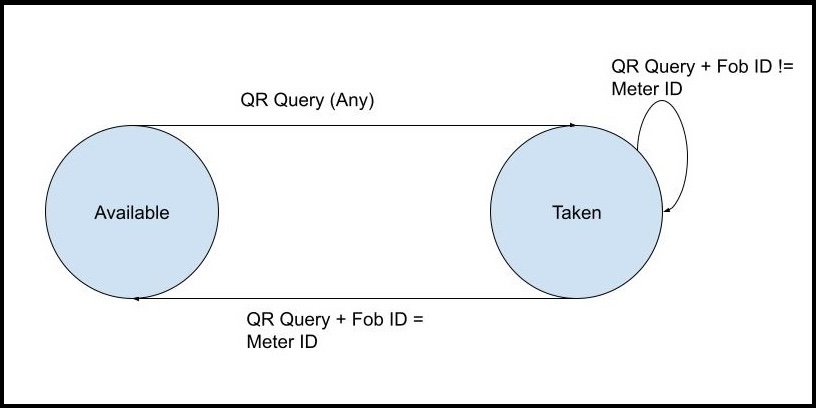 QR Query + Fob ID !=
Meter ID
QR Query (Any)
Available
Taken
QR Query + Fob ID =
Meter ID